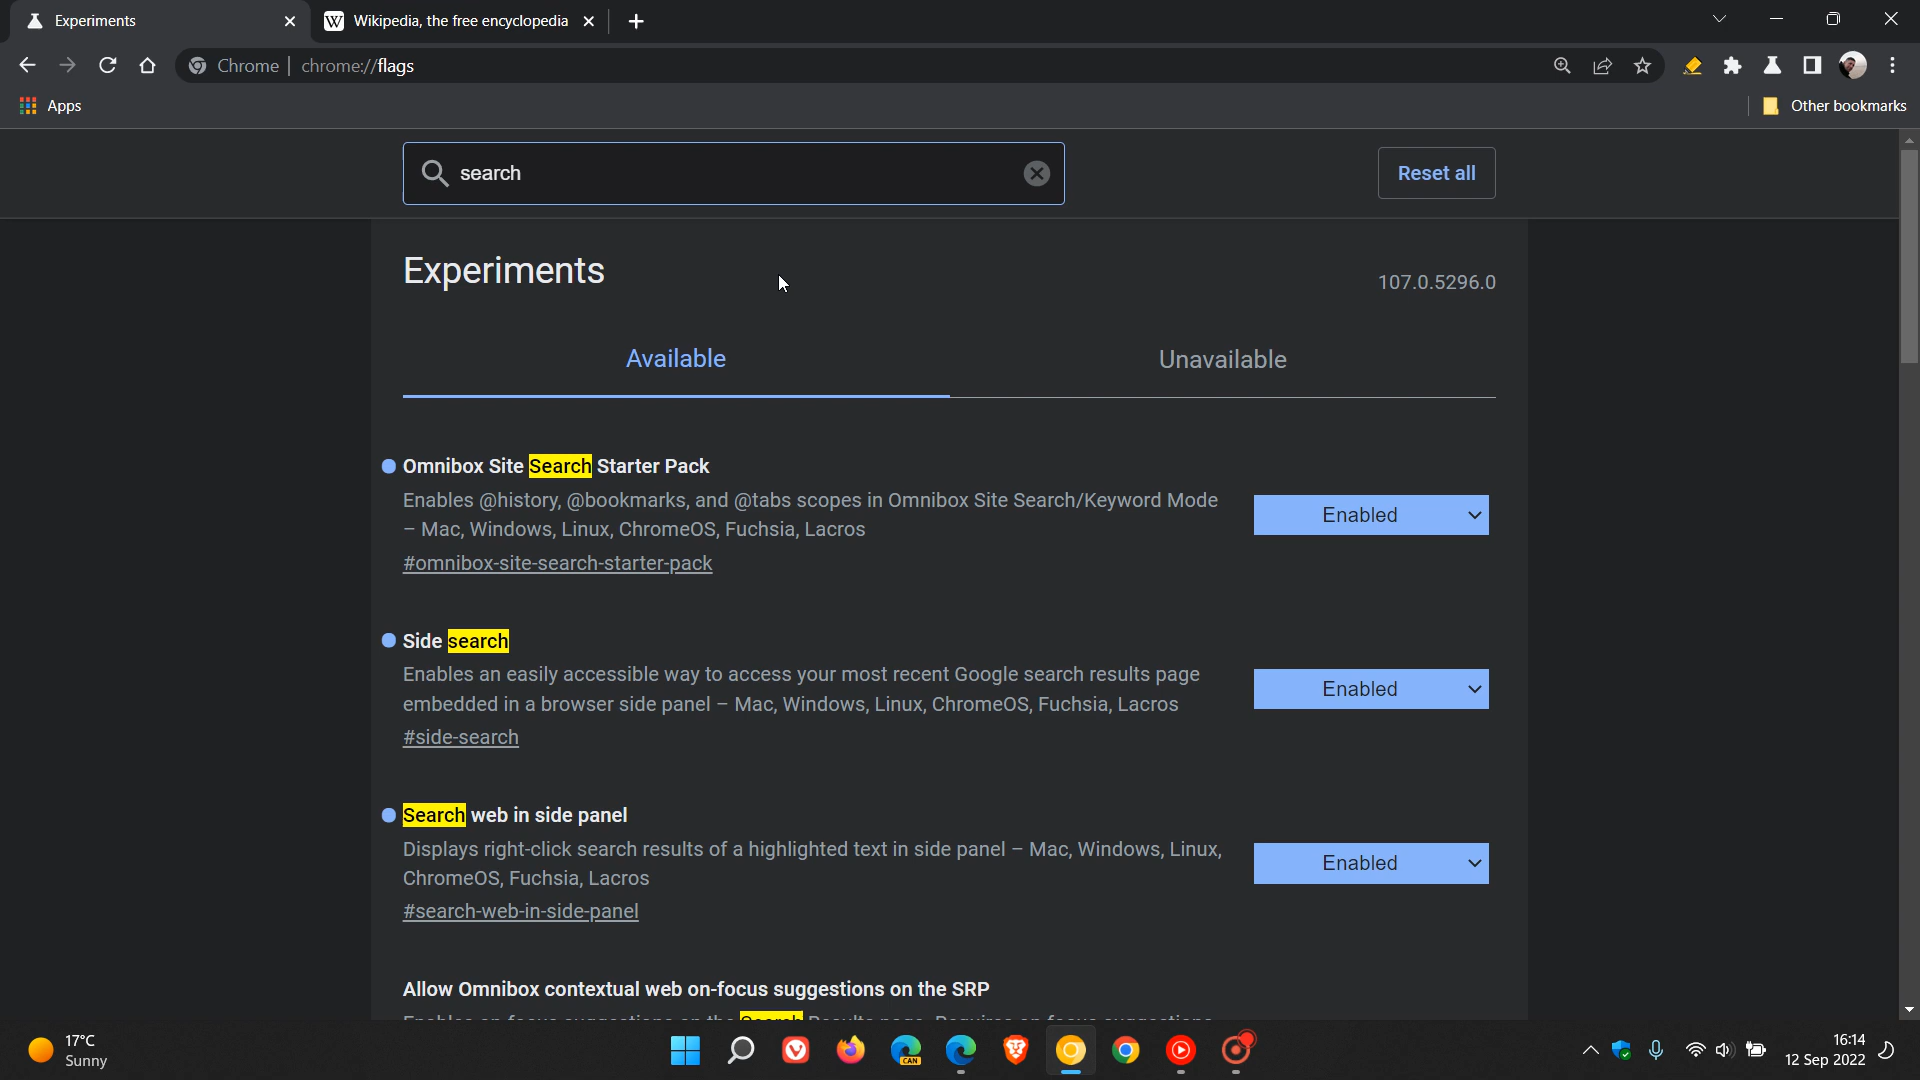 Experiments
Wikipedia, the free encyclopedia
Chrome | chrome://flags
Apps
Other bookmarks
search
Reset all
Experiments
107.0.5296.0
Available
Unavailable
Omnibox Site Search Starter Pack
Enables @history, @bookmarks, and @tabs scopes in Omnibox Site Search/Keyword Mode
– Mac, Windows, Linux, ChromeOS, Fuchsia, Lacros
#omnibox-site-search-starter-pack
Enabled
Side search
Enables an easily accessible way to access your most recent Google search results page
embedded in a browser side panel – Mac, Windows, Linux, ChromeOS, Fuchsia, Lacros
#side-search
Enabled
Search web in side panel
Displays right-click search results of a highlighted text in side panel – Mac, Windows, Linux,
ChromeOS, Fuchsia, Lacros
#search-web-in-side-panel
Enabled
Allow Omnibox contextual web on-focus suggestions on the SRP
17°C
Sunny
CAN
16:14
12 Sep 2022